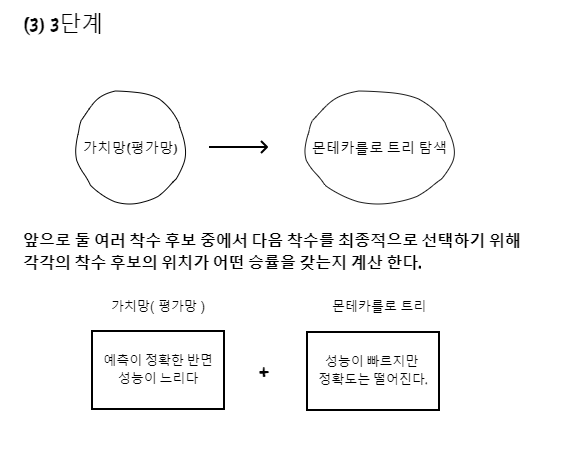 (3) 3단계
가치망(평가망)
몬테카를로 트리 탐색
앞으로 둘 여러 착수 후보 중에서 다음 착수를 최종적으로 선택하기 위해
각각의 착수 후보의 위치가 어떤 승률을 갖는지 계산 한다.
가치망( 평가망 )
몬테카를로 트리
예측이 정확한 반면
성능이 느리다
+
성능이 빠르지만
정확도는 떨어진다.